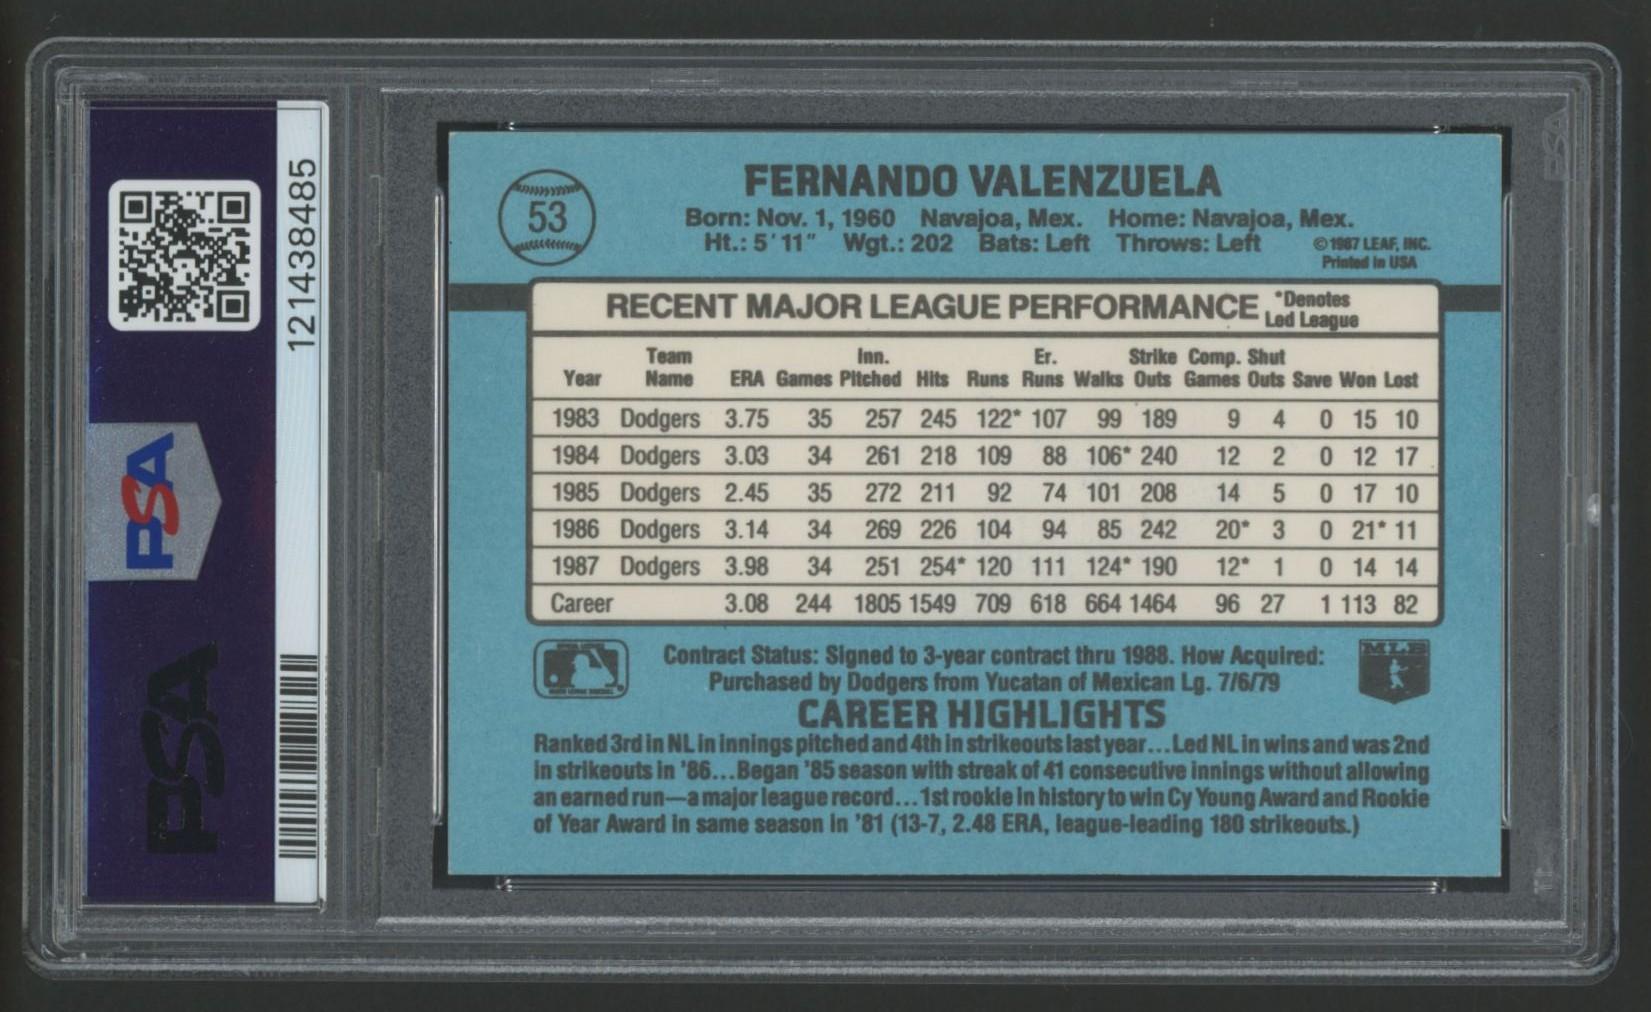 121438485
PSA
PSA
53
FERNANDO VALENZUELA
Born: Nov. 1, 1960 Navajoa, Mex. Home: Navajoa, Mex.
Ht.: 5' 11" Wgt.: 202 Bats: Left Throws: Left
© 1987 LEAF, INC.
Printed in USA
RECENT MAJOR LEAGUE PERFORMANCE *Denotes Led League
Year Team Name ERA Games Inn. Pitched Hits Runs Er. Runs Walks Strike Outs Comp. Games Shut Outs Save Won Lost
1983 Dodgers 3.75 35 257 245 122* 107 99 189 9 4 0 15 10
1984 Dodgers 3.03 34 261 218 109 88 106* 240 12 2 0 12 17
1985 Dodgers 2.45 35 272 211 92 74 101 208 14 5 0 17 10
1986 Dodgers 3.14 34 269 226 104 94 85 242 20* 3 0 21* 11
1987 Dodgers 3.98 34 251 254* 120 111 124* 190 12* 1 0 14 14
Career 3.08 244 1805 1549 709 618 664 1464 96 27 1 113 82
Contract Status: Signed to 3-year contract thru 1988. How Acquired:
Purchased by Dodgers from Yucatan of Mexican Lg. 7/6/79
MLB
CAREER HIGHLIGHTS
Ranked 3rd in NL in innings pitched and 4th in strikeouts last year...Led NL in wins and was 2nd
in strikeouts in '86...Began '85 season with streak of 41 consecutive innings without allowing
an earned run—a major league record...1st rookie in history to win Cy Young Award and Rookie
of Year Award in same season in '81 (13-7, 2.48 ERA, league-leading 180 strikeouts.)
PSA